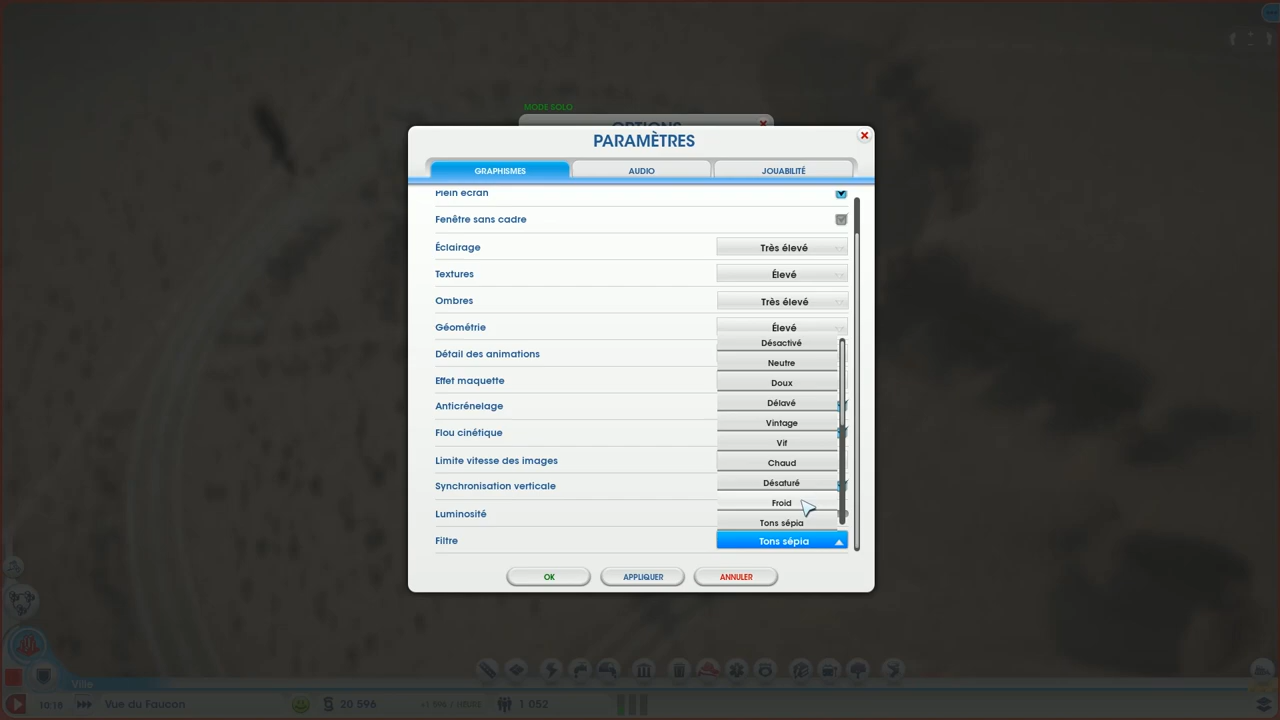 MODE SOLO
OPTIONS
PARAMÈTRES
GRAPHISMES
AUDIO
JOUABILITÉ
Plein écran
Fenêtre sans cadre
Éclairage
Très élevé
Textures
Élevé
Ombres
Très élevé
Géométrie
Élevé
Désactivé
Détail des animations
Neutre
Effet maquette
Doux
Anticrénelage
Délavé
Vintage
Flou cinétique
Vif
Limite vitesse des images
Chaud
Synchronisation verticale
Désaturé
Froid
Luminosité
Tons sépia
Filtre
Tons sépia
OK
APPLIQUER
ANNULER
Ville
10:18
Vue du Faucon
20 596
1 052